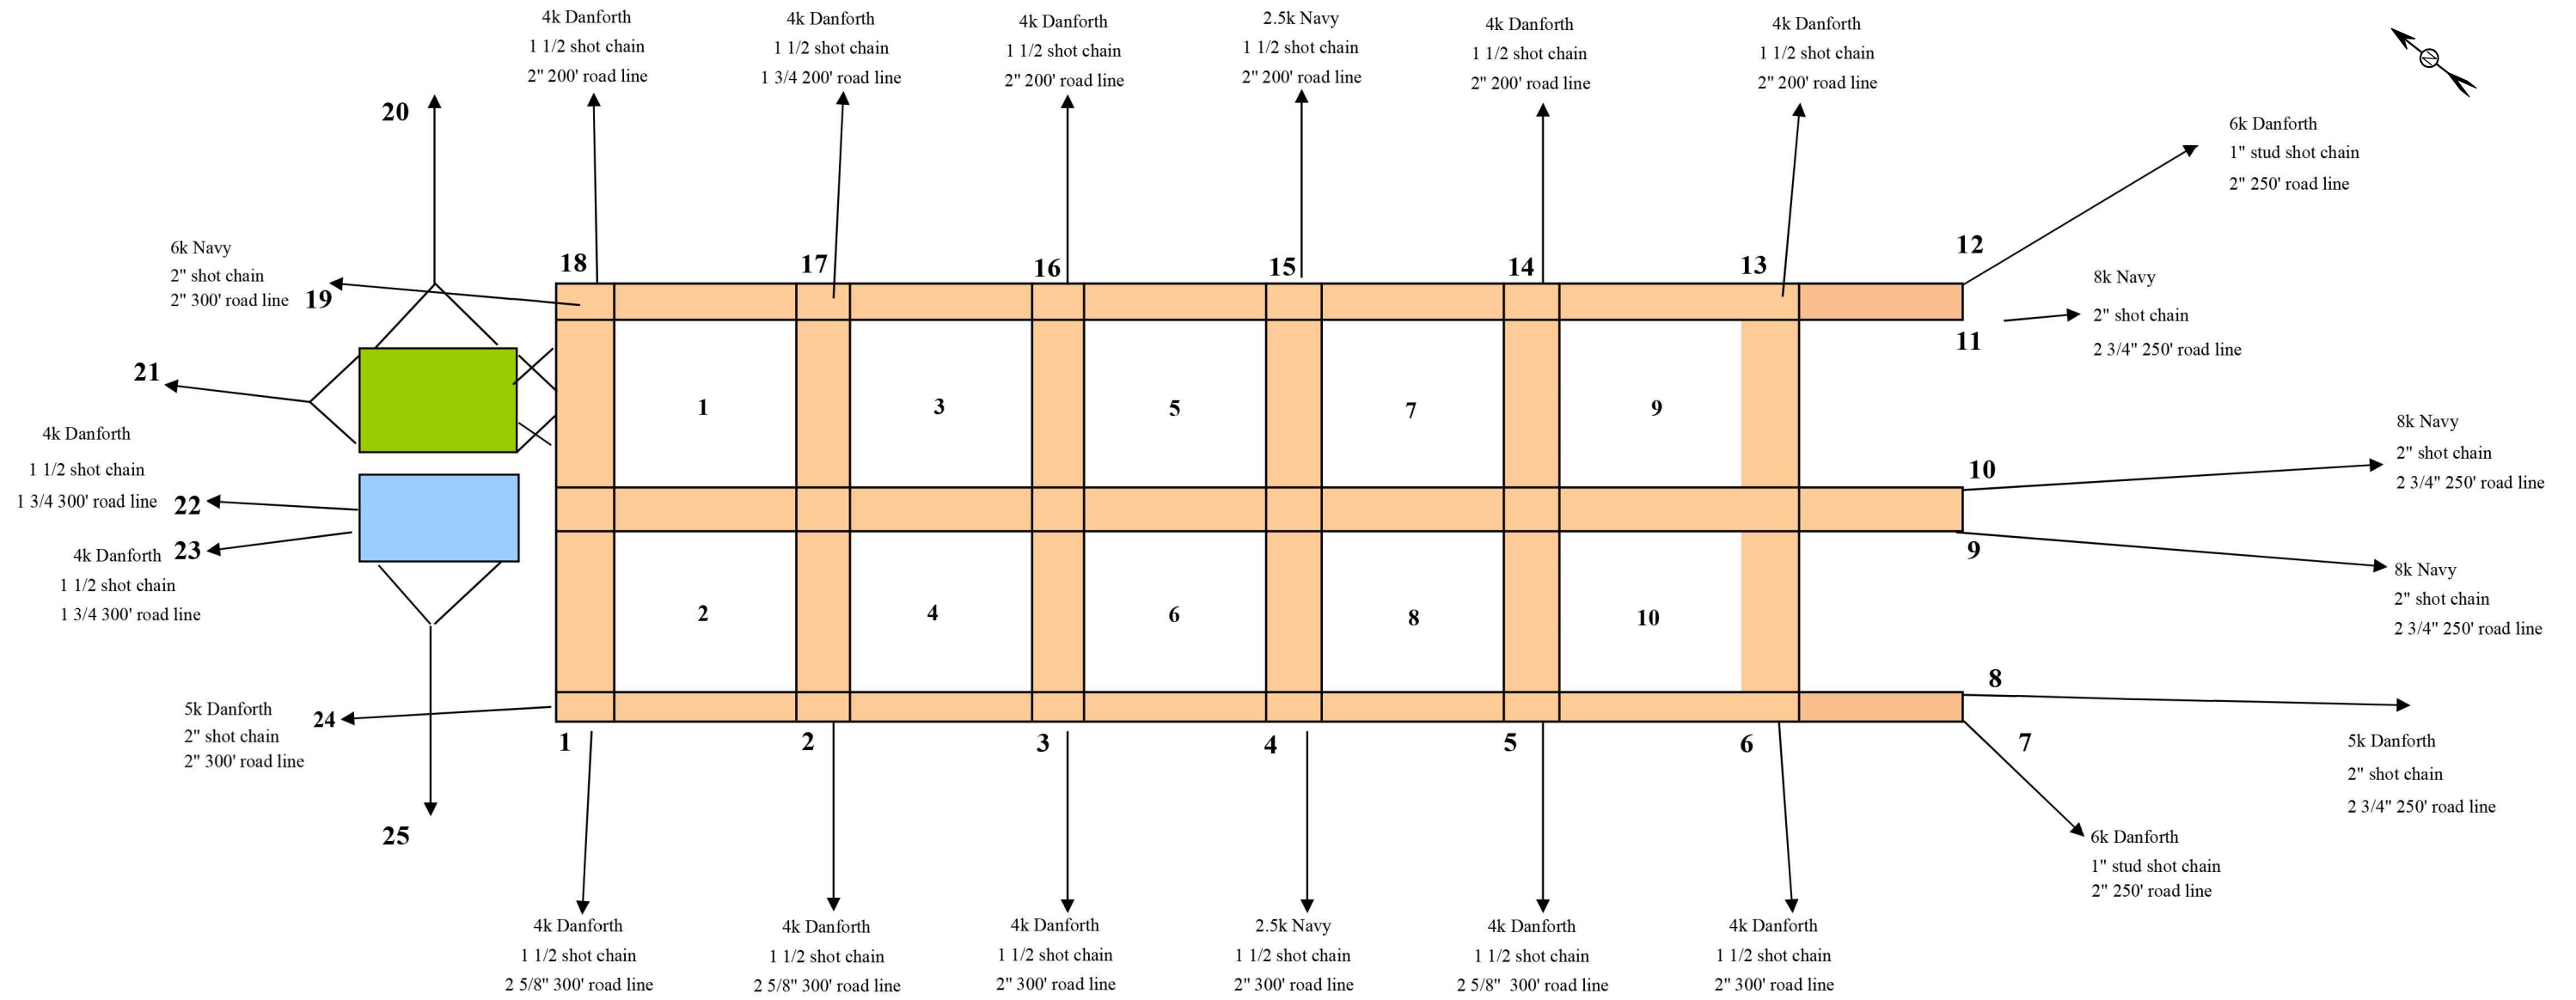 4k Danforth
1 1/2 shot chain
2" 200' road line
4k Danforth
1 1/2 shot chain
1 3/4 200' road line
4k Danforth
1 1/2 shot chain
2" 200' road line
2.5k Navy
1 1/2 shot chain
2" 200' road line
4k Danforth
1 1/2 shot chain
2" 200' road line
4k Danforth
1 1/2 shot chain
2" 200' road line
N
6k Danforth
1" stud shot chain
2" 250' road line
20
18
17
16
15
14
13
12
6k Navy
2" shot chain
2" 300' road line
19
8k Navy
2" shot chain
2 3/4" 250' road line
11
21
1
3
5
7
9
4k Danforth
1 1/2 shot chain
1 3/4 300' road line
22
8k Navy
2" shot chain
2 3/4" 250' road line
10
23
4k Danforth
1 1/2 shot chain
1 3/4 300' road line
9
8k Navy
2" shot chain
2 3/4" 250' road line
2
4
6
8
10
8
5k Danforth
2" shot chain
2" 300' road line
24
1
2
3
4
5
6
7
5k Danforth
2" shot chain
2 3/4" 250' road line
25
6k Danforth
1" stud shot chain
2" 250' road line
4k Danforth
1 1/2 shot chain
2 5/8" 300' road line
4k Danforth
1 1/2 shot chain
2 5/8" 300' road line
4k Danforth
1 1/2 shot chain
2" 300' road line
2.5k Navy
1 1/2 shot chain
2" 300' road line
4k Danforth
1 1/2 shot chain
2 5/8" 300' road line
4k Danforth
1 1/2 shot chain
2" 300' road line